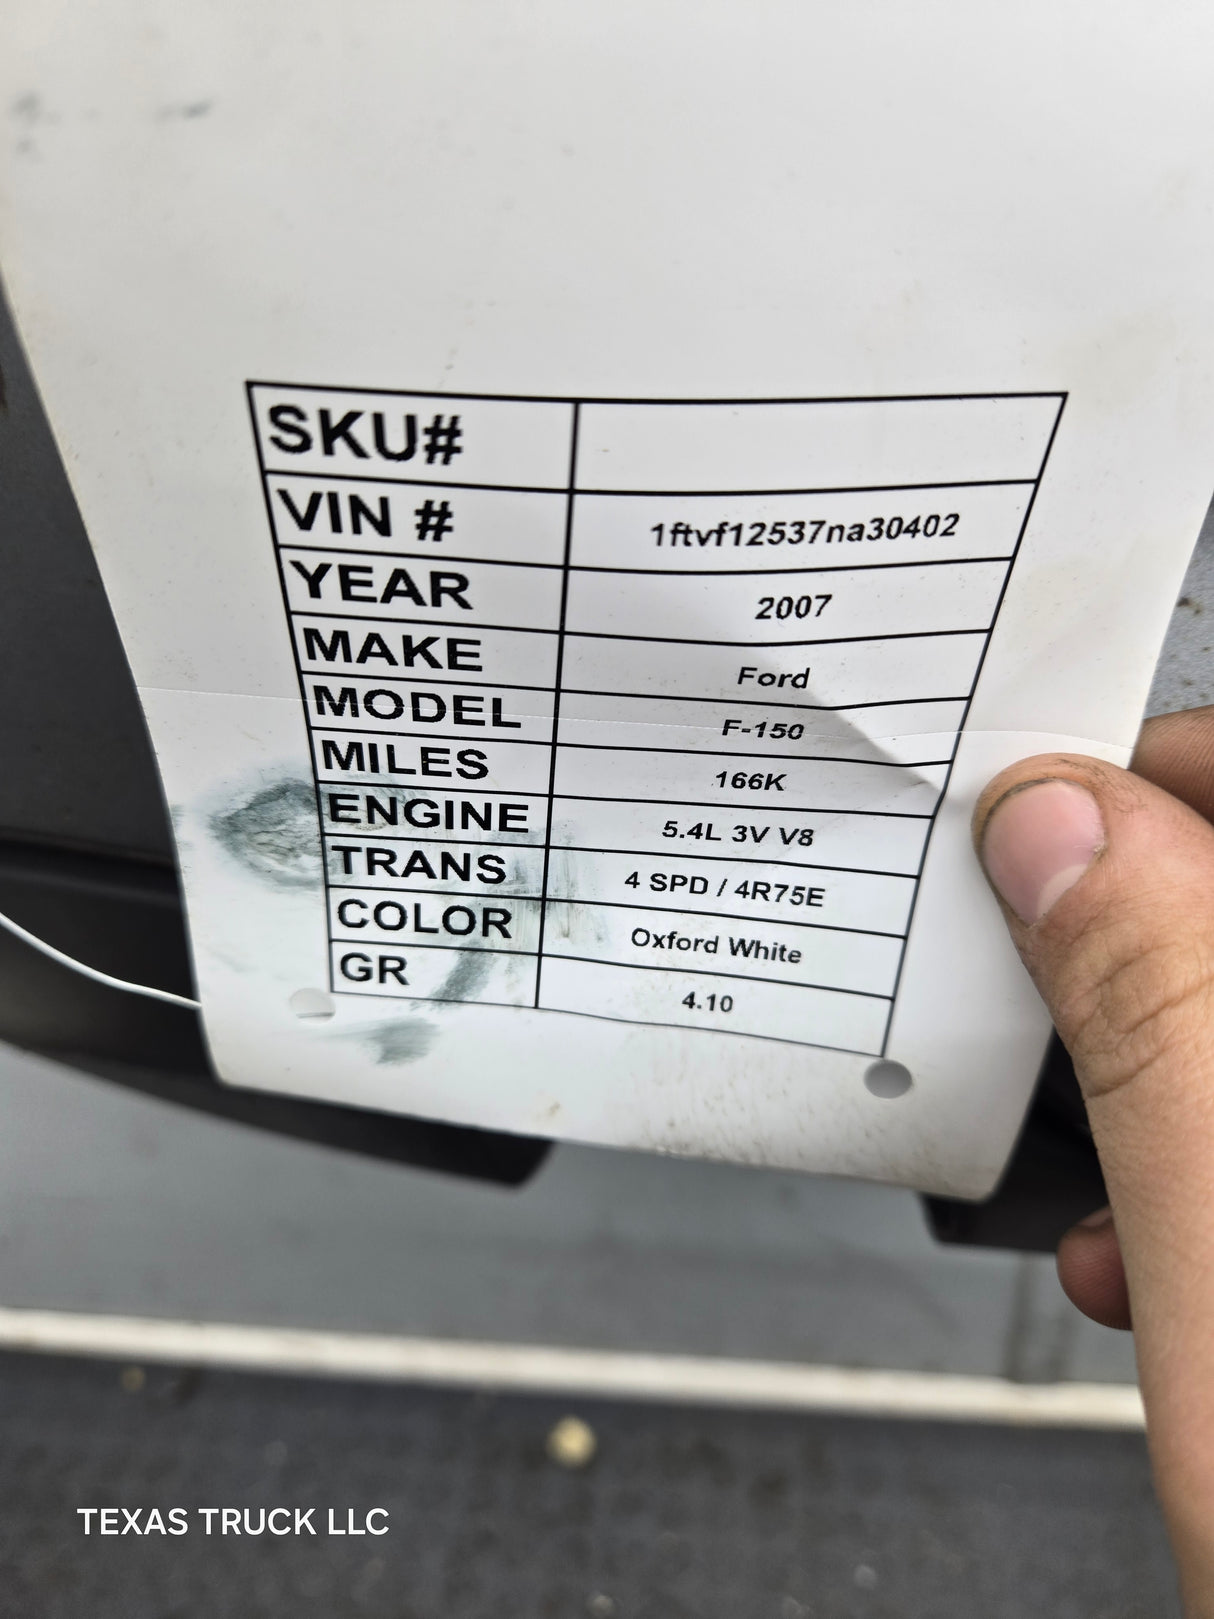 SKU#
VIN # 1ftvf12537na30402
YEAR 2007
MAKE Ford
MODEL F-150
MILES 166K
ENGINE 5.4L 3V V8
TRANS 4 SPD / 4R75E
COLOR Oxford White
GR 4.10
TEXAS TRUCK LLC